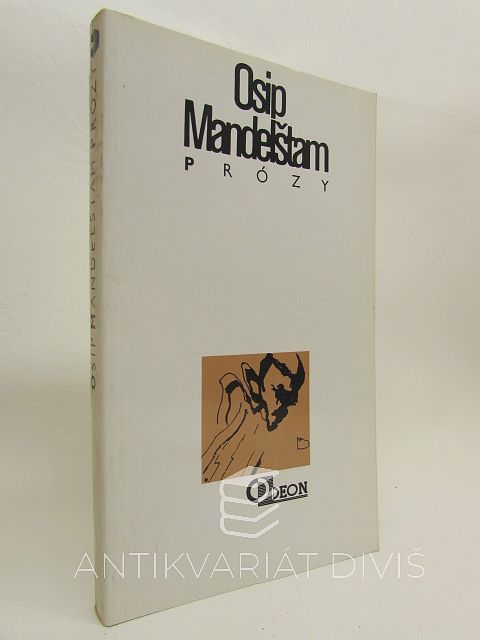 Osip
Mandelštam
PRÓZY
OSIP MANDELŠTAM PRÓZY
ODEON
ANTIKVARIÁT DIVIŠ